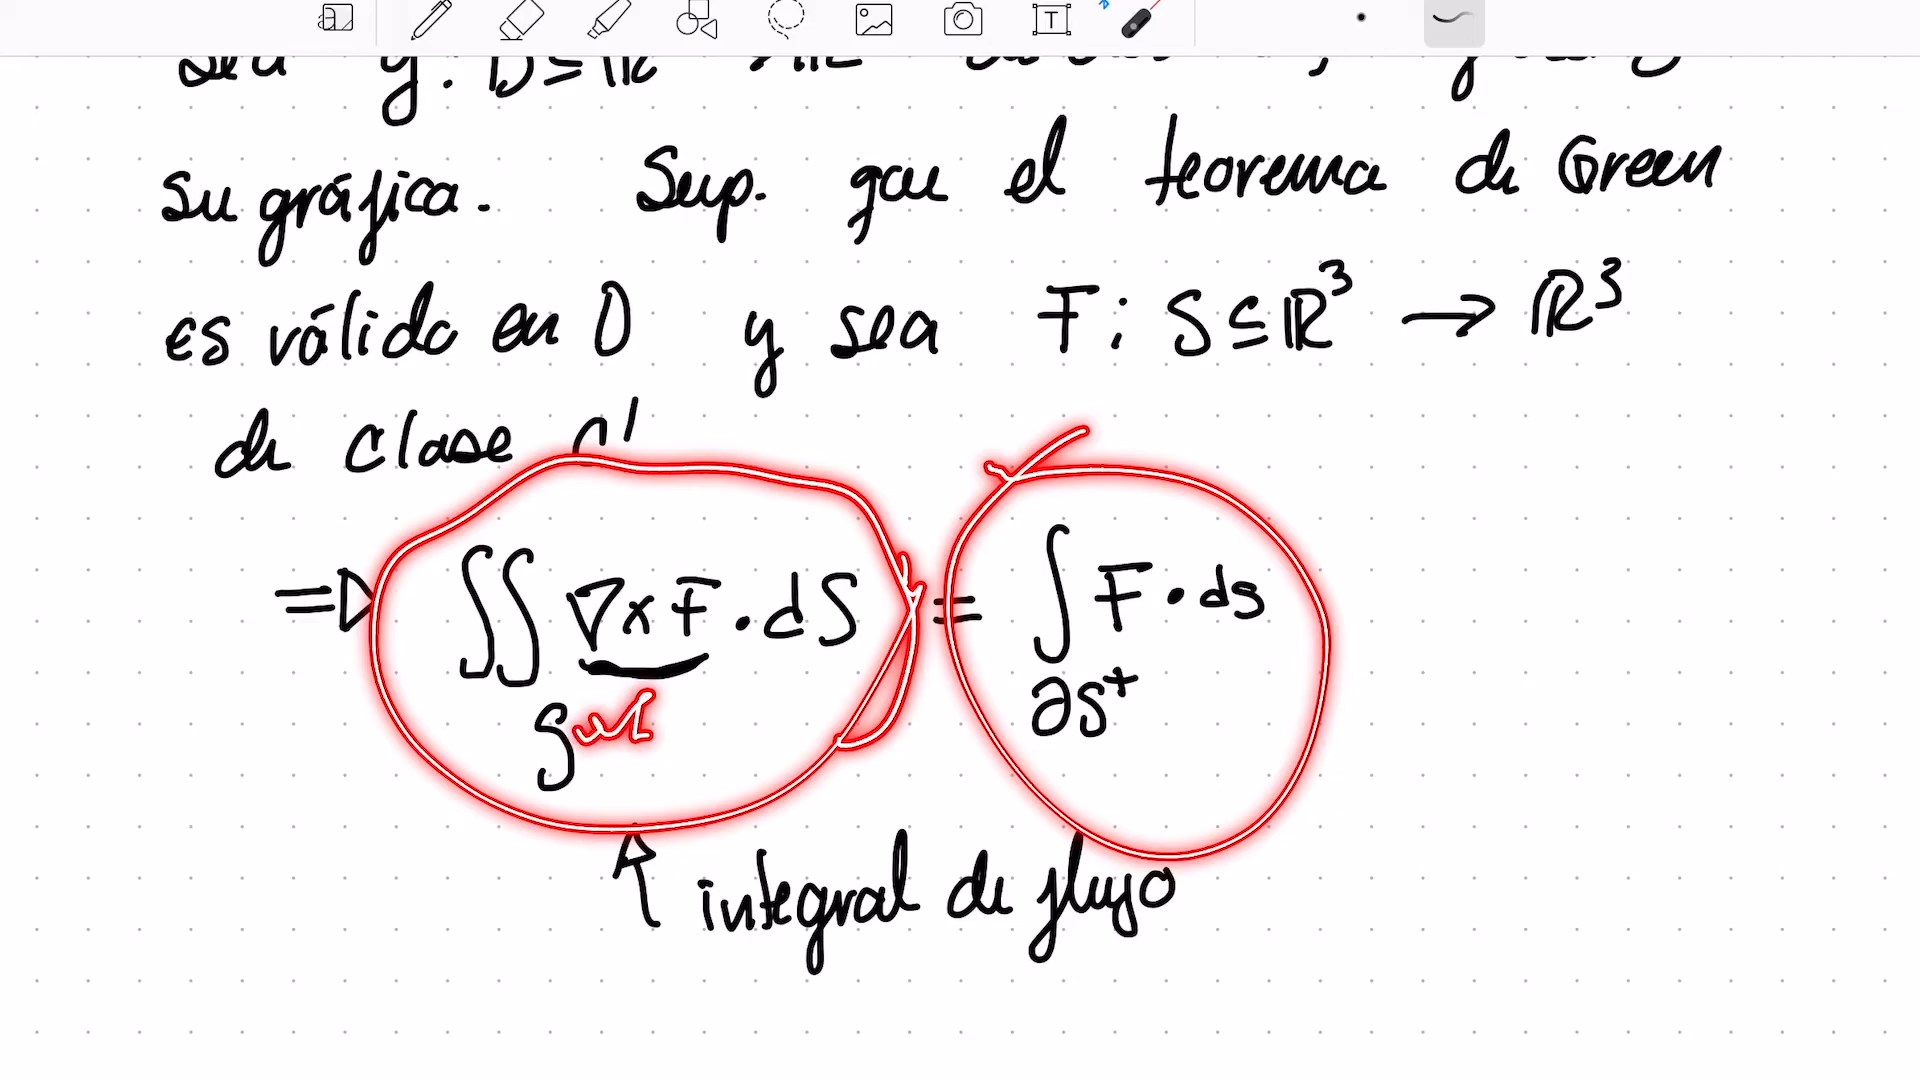 su gráfica. Sup. que el teorema de Green
es válido en D y sea F: S ⊆ ℝ³ → ℝ³
de clase C¹
⇒ ∬_S ∇×F · dS = ∫_∂S⁺ F · ds
integral de flujo